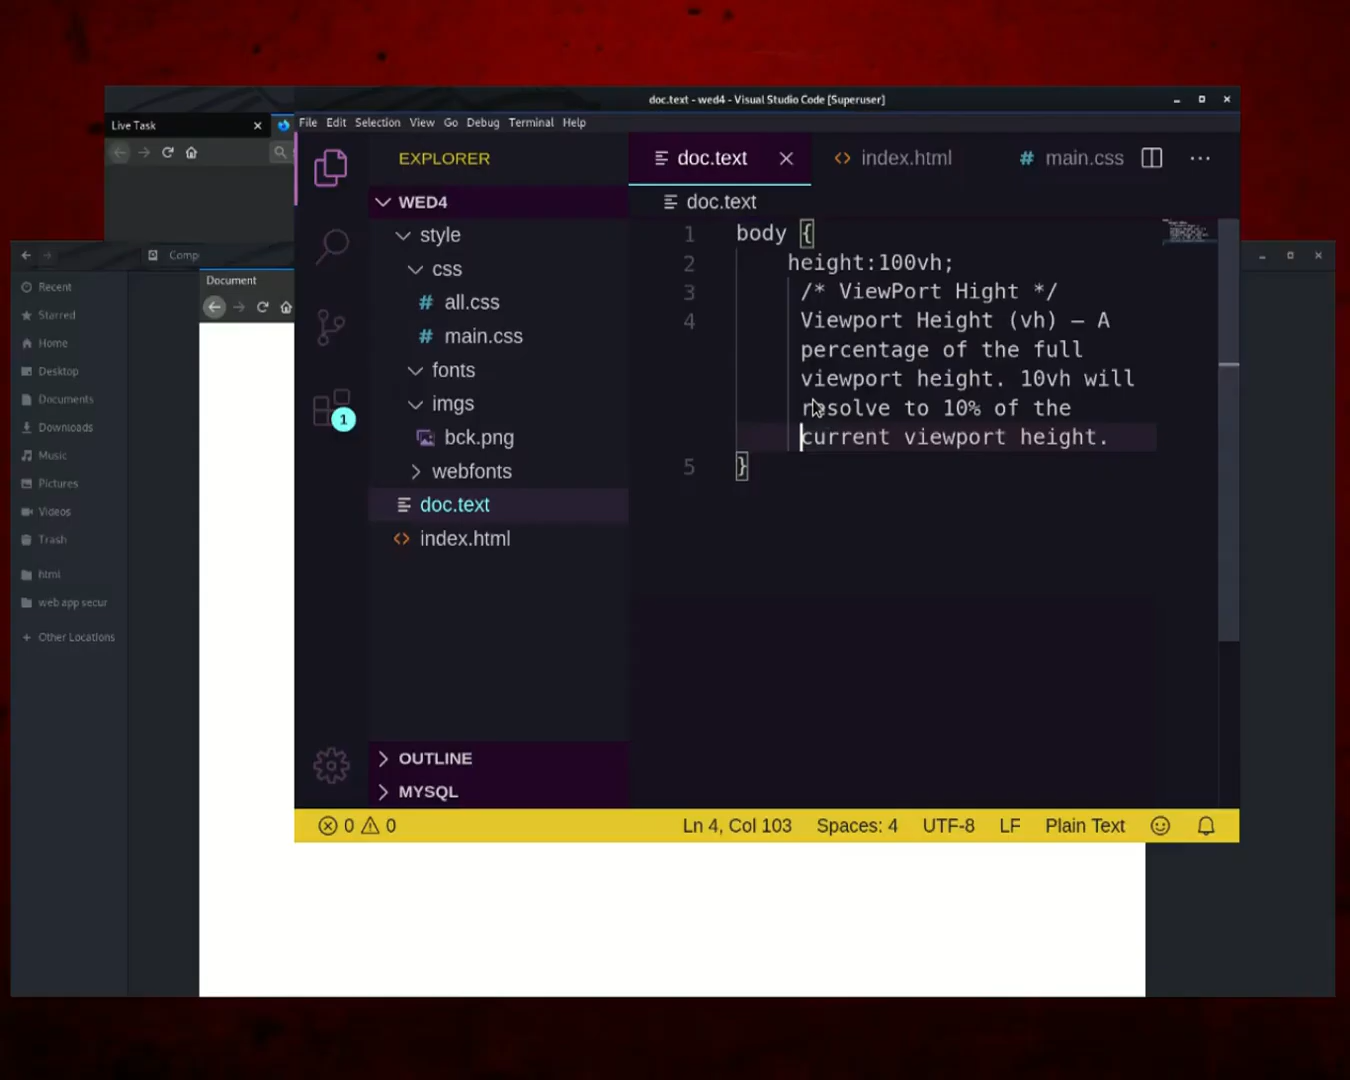 doc.text - wed4 - Visual Studio Code [Superuser]
Live Task
File Edit Selection View Go Debug Terminal Help
EXPLORER
doc.text
index.html
# main.css
WED4
doc.text
style
css
# all.css
# main.css
fonts
imgs
bck.png
webfonts
doc.text
index.html
1 body {
2 height:100vh;
3 /* ViewPort Hight */
4 Viewport Height (vh) – A
percentage of the full
viewport height. 10vh will
resolve to 10% of the
current viewport height.
5 }
OUTLINE
MYSQL
1
0 0
Ln 4, Col 103 Spaces: 4 UTF-8 LF Plain Text
Comp
Document
Recent
Starred
Home
Desktop
Documents
Downloads
Music
Pictures
Videos
Trash
html
web app secur
+ Other Locations